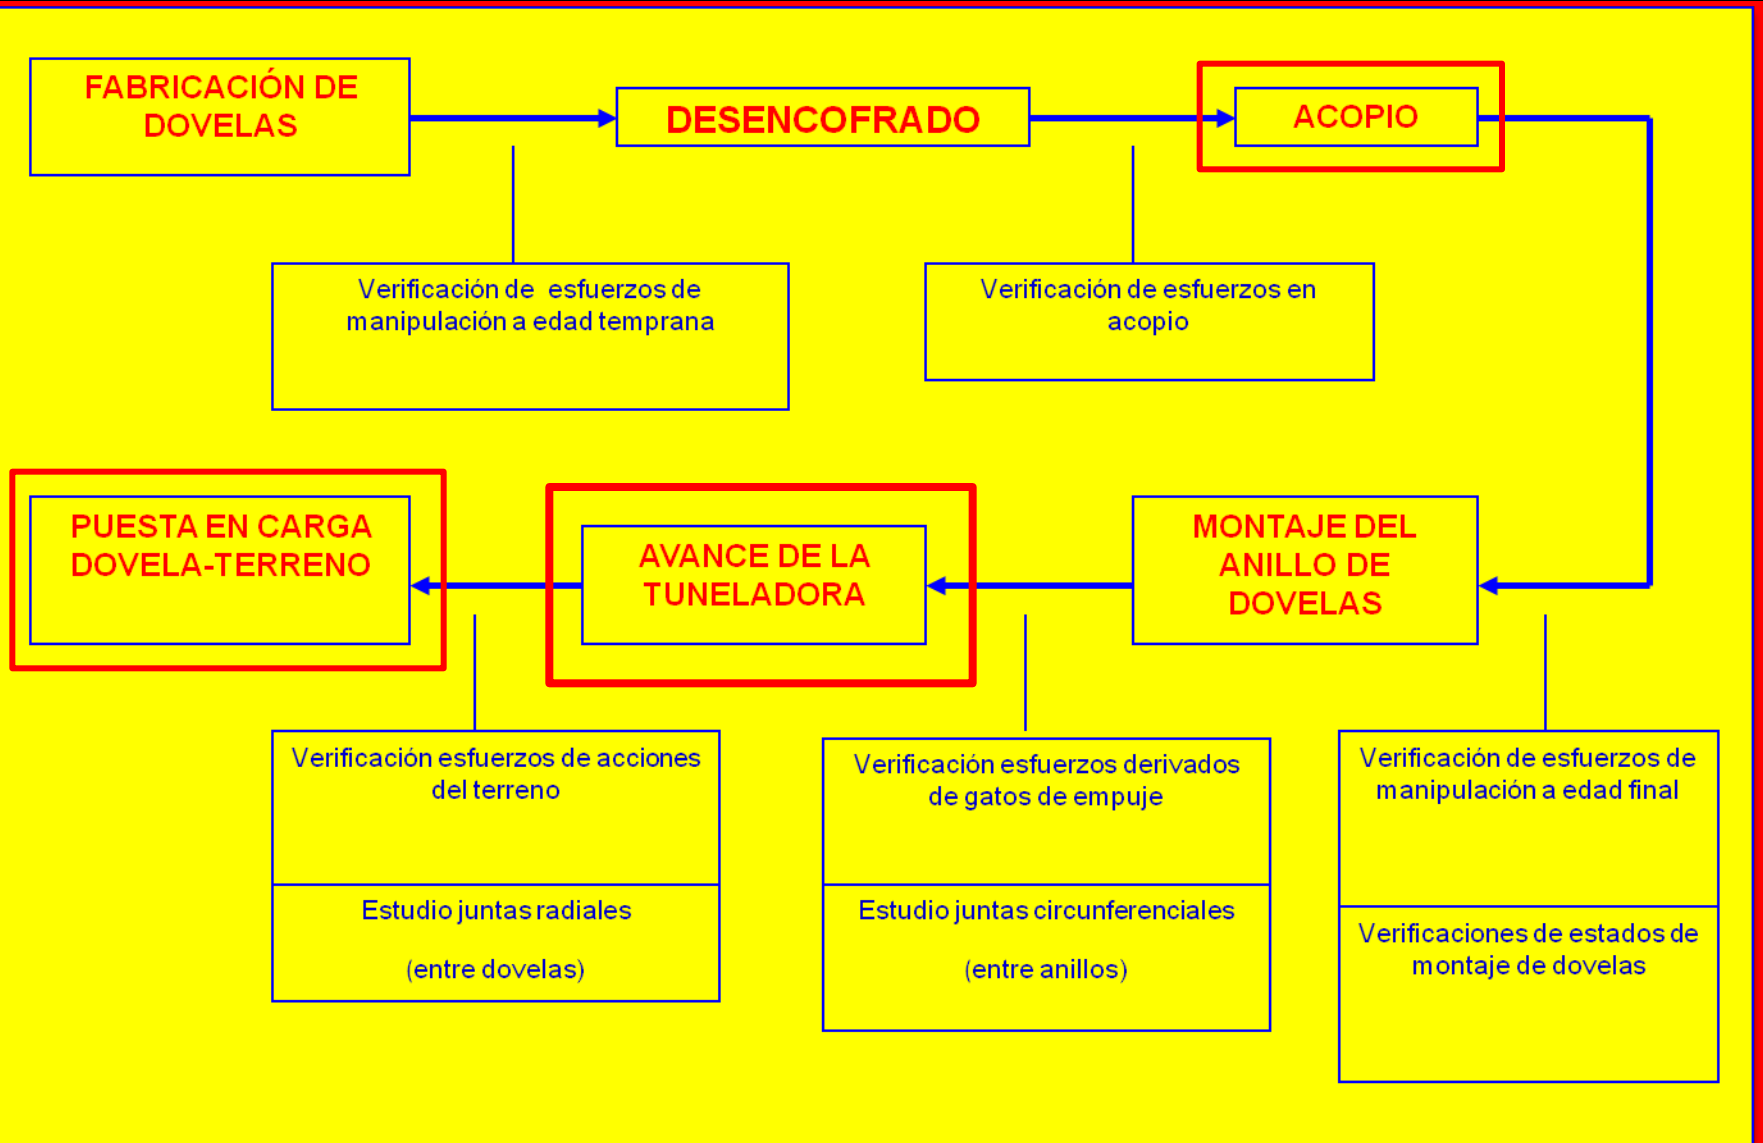 FABRICACIÓN DE
DOVELAS
DESENCOFRADO
ACOPIO
Verificación de esfuerzos de
manipulación a edad temprana
Verificación de esfuerzos en
acopio
PUESTA EN CARGA
DOVELA-TERRENO
AVANCE DE LA
TUNELADORA
MONTAJE DEL
ANILLO DE
DOVELAS
Verificación esfuerzos de acciones
del terreno
Estudio juntas radiales
(entre dovelas)
Verificación esfuerzos derivados
de gatos de empuje
Estudio juntas circunferenciales
(entre anillos)
Verificación de esfuerzos de
manipulación a edad final
Verificaciones de estados de
montaje de dovelas